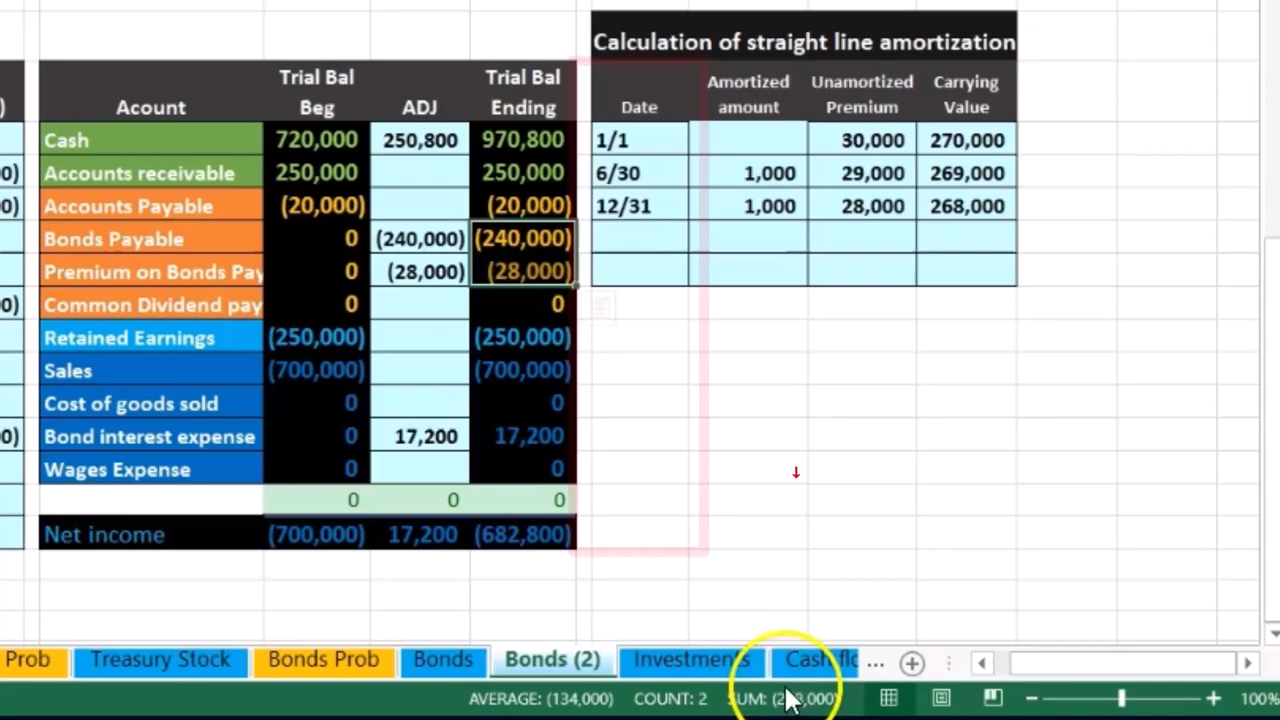 Calculation of straight line amortization
Trial Bal Trial Bal Amortized Unamortized Carrying
) Acount Beg ADJ Ending Date amount Premium Value
Cash 720,000 250,800 970,800 1/1 30,000 270,000
0) Accounts receivable 250,000 250,000 6/30 1,000 29,000 269,000
0) Accounts Payable (20,000) (20,000) 12/31 1,000 28,000 268,000
Bonds Payable 0 (240,000) (240,000)
Premium on Bonds Pay 0 (28,000) (28,000)
0) Common Dividend pay 0 0
Retained Earnings (250,000) (250,000)
Sales (700,000) (700,000)
Cost of goods sold 0 0
0) Bond interest expense 0 17,200 17,200
Wages Expense 0 0
0 0 0
Net income (700,000) 17,200 (682,800)
Prob Treasury Stock Bonds Prob Bonds Bonds (2) Investments Cash flo ...
AVERAGE: (134,000) COUNT: 2 SUM: 100%